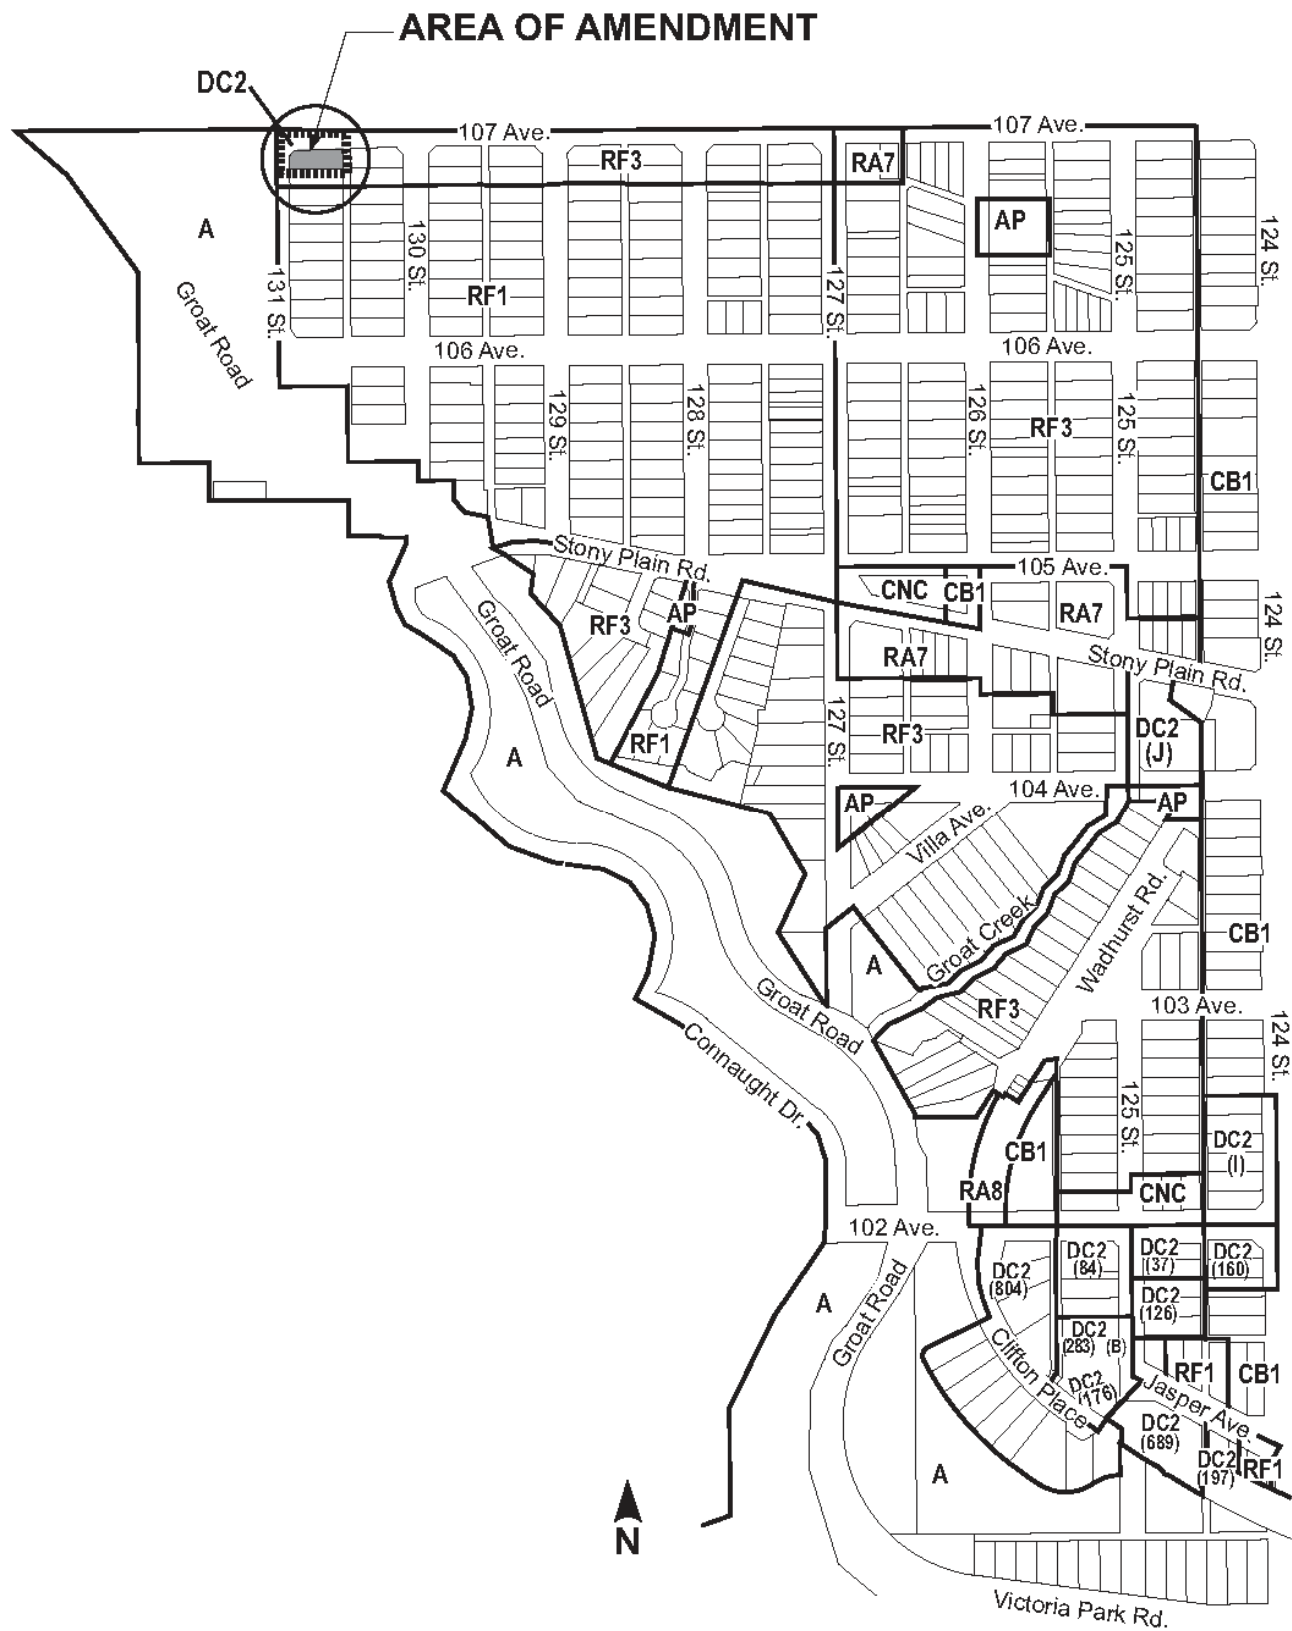 AREA OF AMENDMENT
DC2
107 Ave.
107 Ave.
RF3
RA7
A
AP
130 St.
125 St.
124 St.
131 St.
127 St.
RF1
Groat Road
106 Ave.
106 Ave.
129 St.
128 St.
126 St.
125 St.
RF3
CB1
Stony Plain Rd.
105 Ave.
CNC
CB1
RA7
124 St.
Groat Road
RF3
AP
RA7
Stony Plain Rd.
127 St.
RF3
DC2
(J)
RF1
A
104 Ave.
AP
AP
Villa Ave.
Wadhurst Rd.
Groat Creek
CB1
A
RF3
Groat Road
103 Ave.
124 St.
Connaught Dr.
125 St.
CB1
DC2
(I)
RA8
CNC
102 Ave.
DC2
(84)
DC2
(37)
DC2
(160)
DC2
(804)
DC2
(126)
A
Groat Road
DC2
(283) (B)
Clifton Place
RF1
CB1
DC2
(176)
Jasper Ave.
DC2
(689)
DC2
(197)
RF1
A
N
Victoria Park Rd.